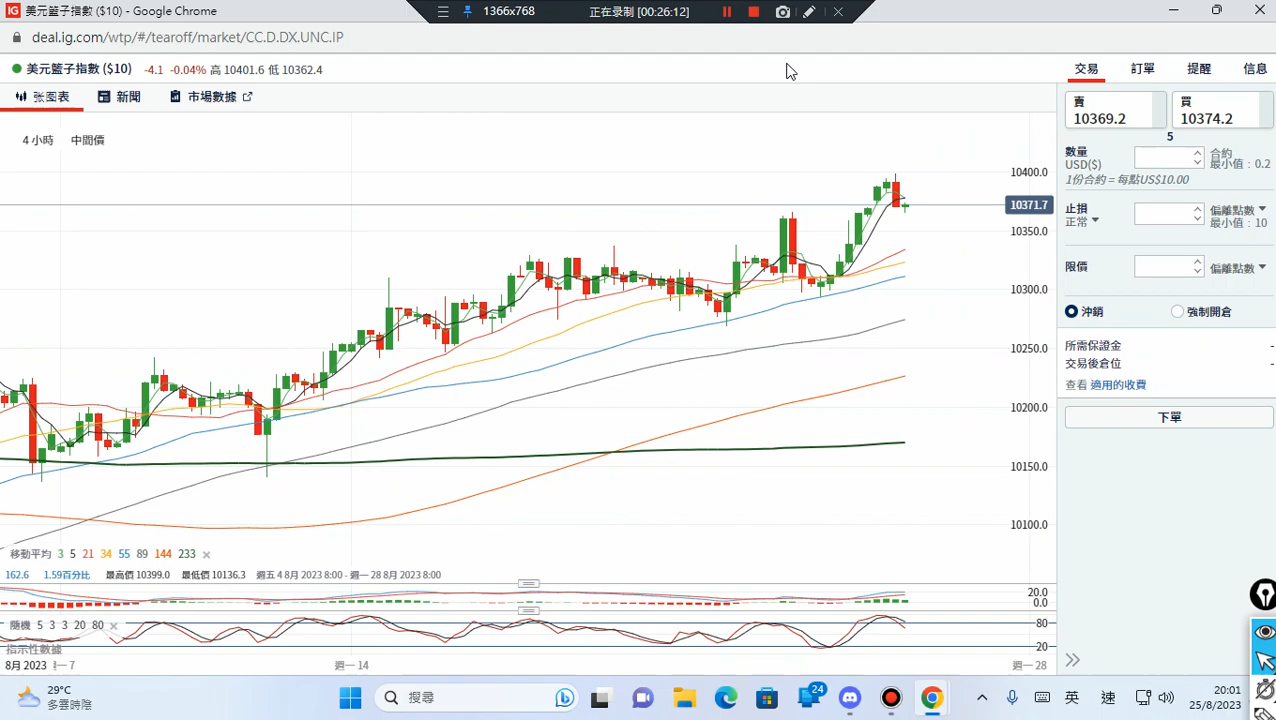 IG 美元籃子指數 ($10) - Google Chrome
1366x768 正在录制 [00:26:12]
deal.ig.com/wtp/#/tearoff/market/CC.D.DX.UNC.IP
美元籃子指數 ($10) -4.1 -0.04% 高 10401.6 低 10362.4
交易 訂單 提醒 信息
张图表 新聞 市場數據
賣 10369.2
買 10374.2
5
4 小時 中間價
數量 USD($) 合約 最小值 : 0.2
1份合約 = 每點US$10.00
止損 正常 偏離點數 最小值 : 10
限價 偏離點數
沖銷 強制開倉
所需保證金 -
交易後倉位 -
查看 適用的收費
下單
10400.0
10371.7
10350.0
10300.0
10250.0
10200.0
10150.0
10100.0
移動平均 3 5 21 34 55 89 144 233
162.6 1.59百分比 最高價 10399.0 最低價 10136.3 週五 4 8月 2023 8:00 - 週一 28 8月 2023 8:00
20.0
0.0
隨機 5 3 3 20 80
80
20
指示性數據
8月 2023 週一 7 週一 14 週一 28
29°C
多雲時陰
搜尋
24
英 速
20:01
25/8/2023